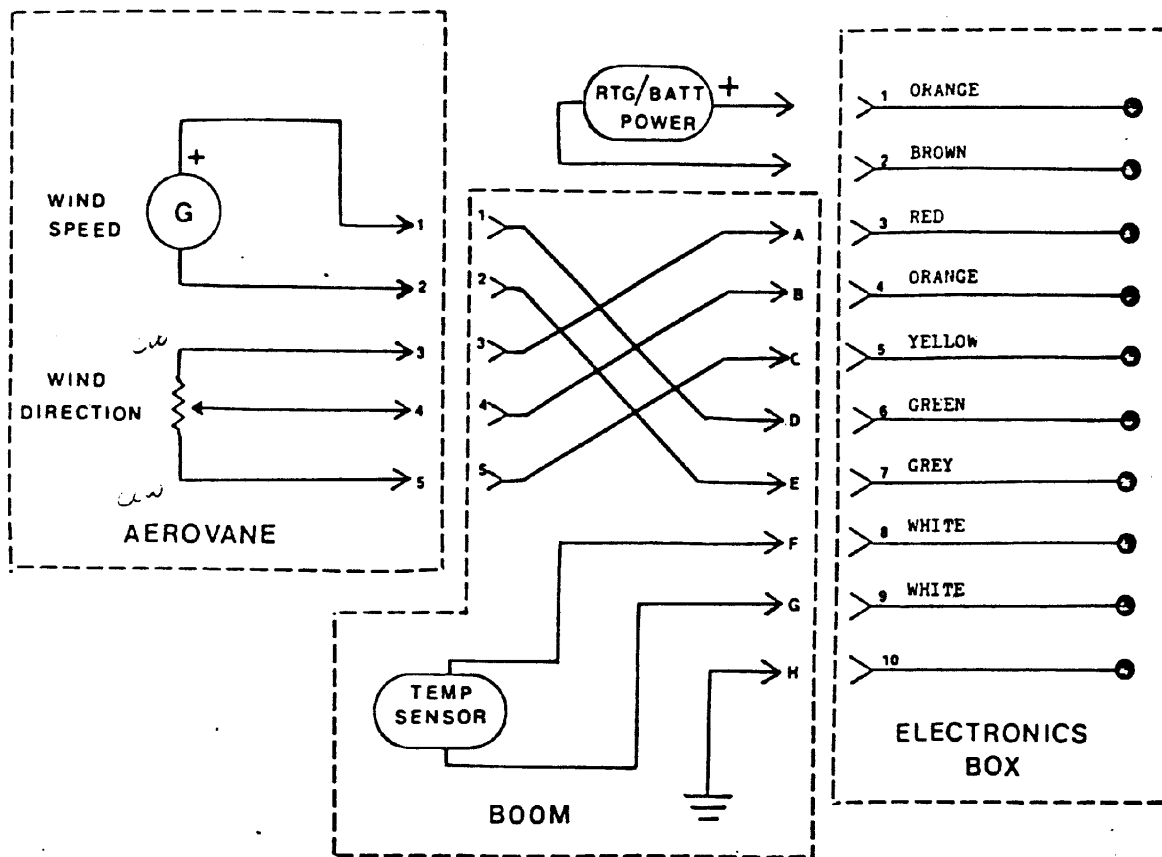 WIND
SPEED
+
G
1
2
3
4
5
WIND
DIRECTION
AEROVANE
RTG/BATT +
POWER
1
2
3
4
5
A
B
C
D
E
F
G
H
TEMP
SENSOR
BOOM
1 ORANGE
2 BROWN
3 RED
4 ORANGE
5 YELLOW
6 GREEN
7 GREY
8 WHITE
9 WHITE
10
ELECTRONICS
BOX